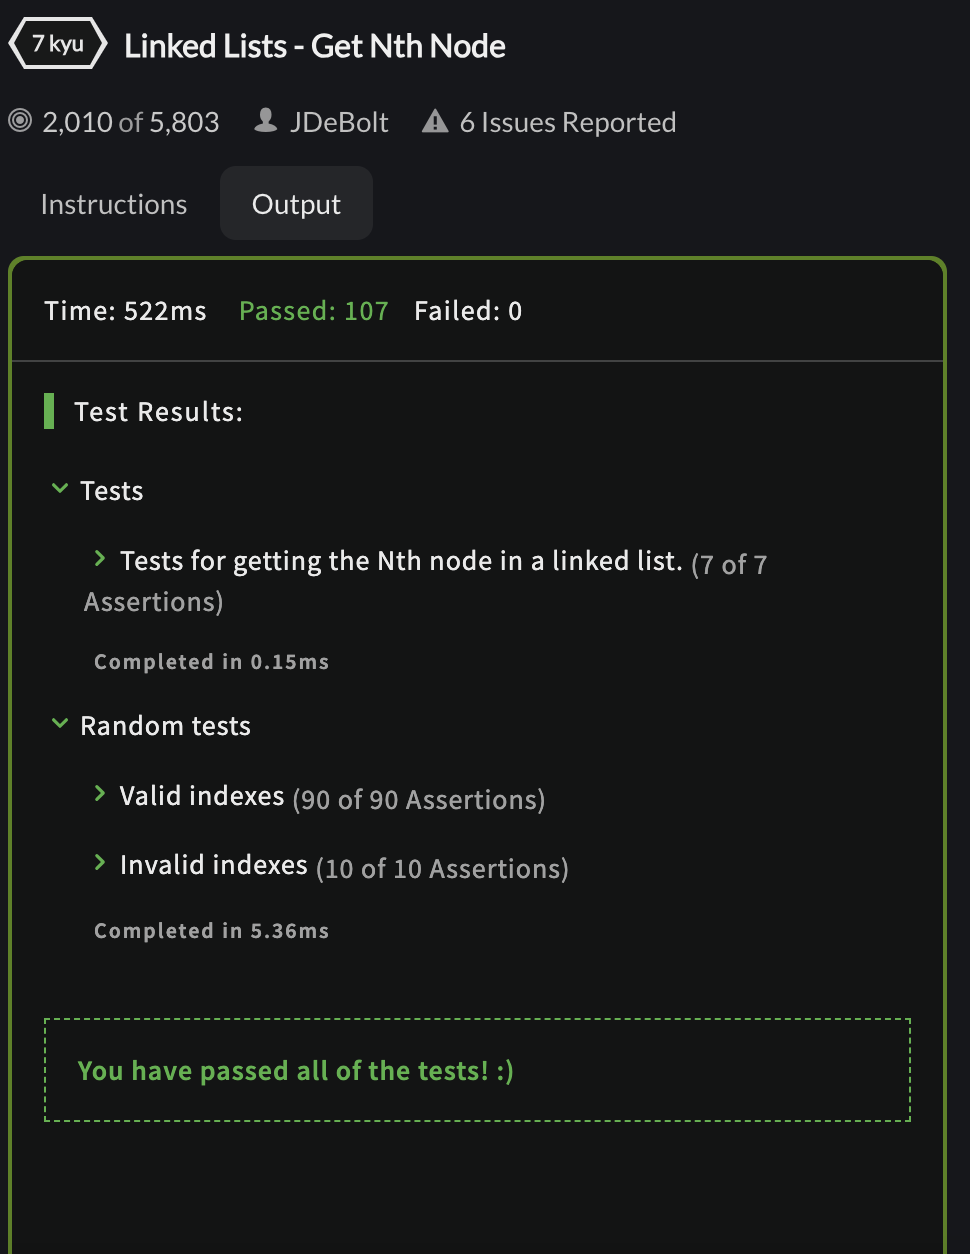 7 kyu Linked Lists - Get Nth Node
2,010 of 5,803 JDeBolt 6 Issues Reported
Instructions Output
Time: 522ms Passed: 107 Failed: 0
Test Results:
Tests
Tests for getting the Nth node in a linked list. (7 of 7
Assertions)
Completed in 0.15ms
Random tests
Valid indexes (90 of 90 Assertions)
Invalid indexes (10 of 10 Assertions)
Completed in 5.36ms
You have passed all of the tests! :)